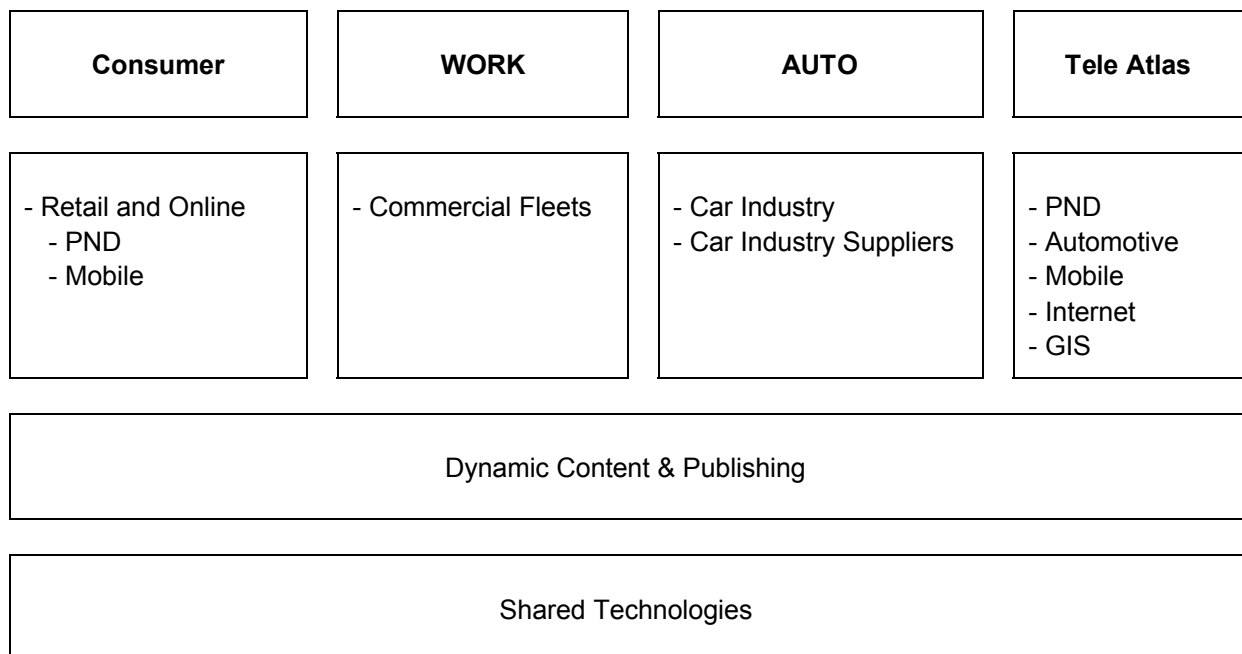 Consumer
WORK
AUTO
Tele Atlas
- Retail and Online
- PND
- Mobile
- Commercial Fleets
- Car Industry
- Car Industry Suppliers
- PND
- Automotive
- Mobile
- Internet
- GIS
Dynamic Content & Publishing
Shared Technologies